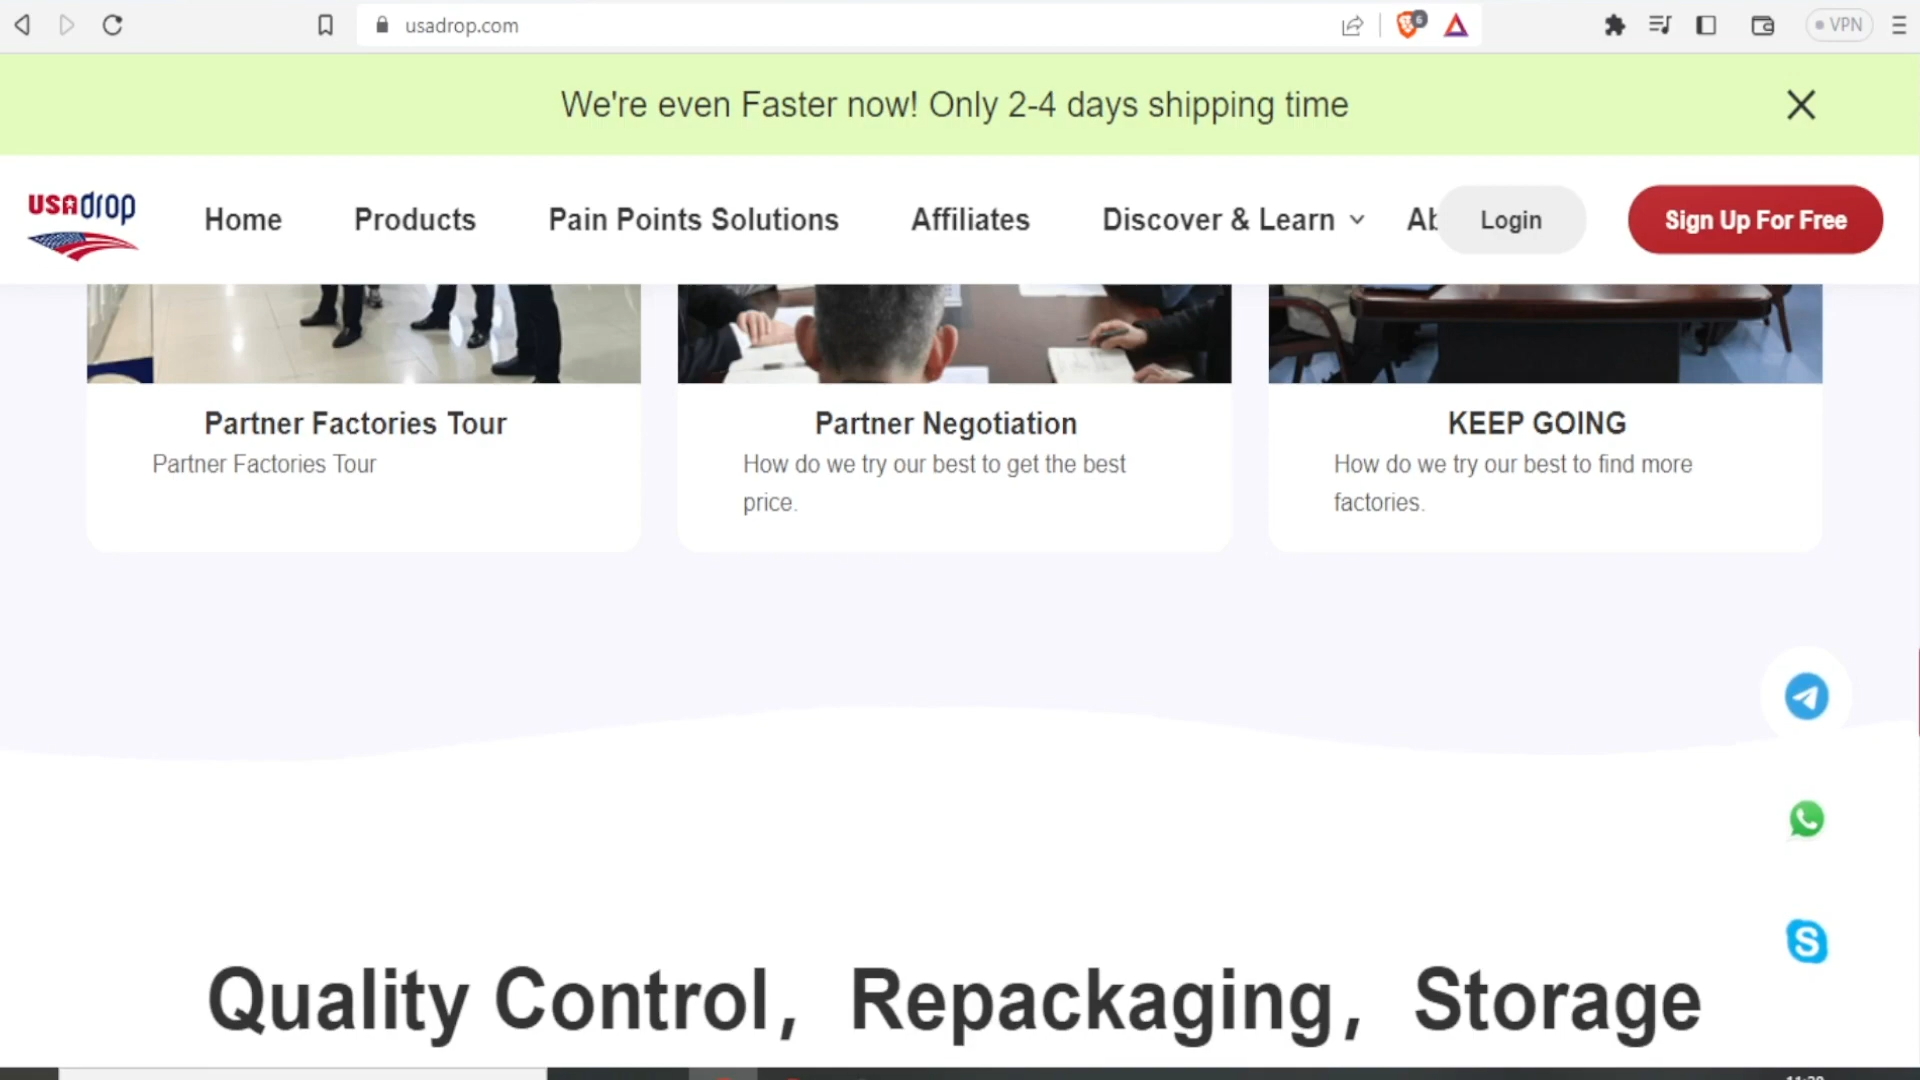 usadrop.com
6
VPN
We're even Faster now! Only 2-4 days shipping time
USAdrop
Home
Products
Pain Points Solutions
Affiliates
Discover & Learn
Login
Sign Up For Free
Partner Factories Tour
Partner Factories Tour
Partner Negotiation
How do we try our best to get the best
price.
KEEP GOING
How do we try our best to find more
factories.
Quality Control, Repackaging, Storage